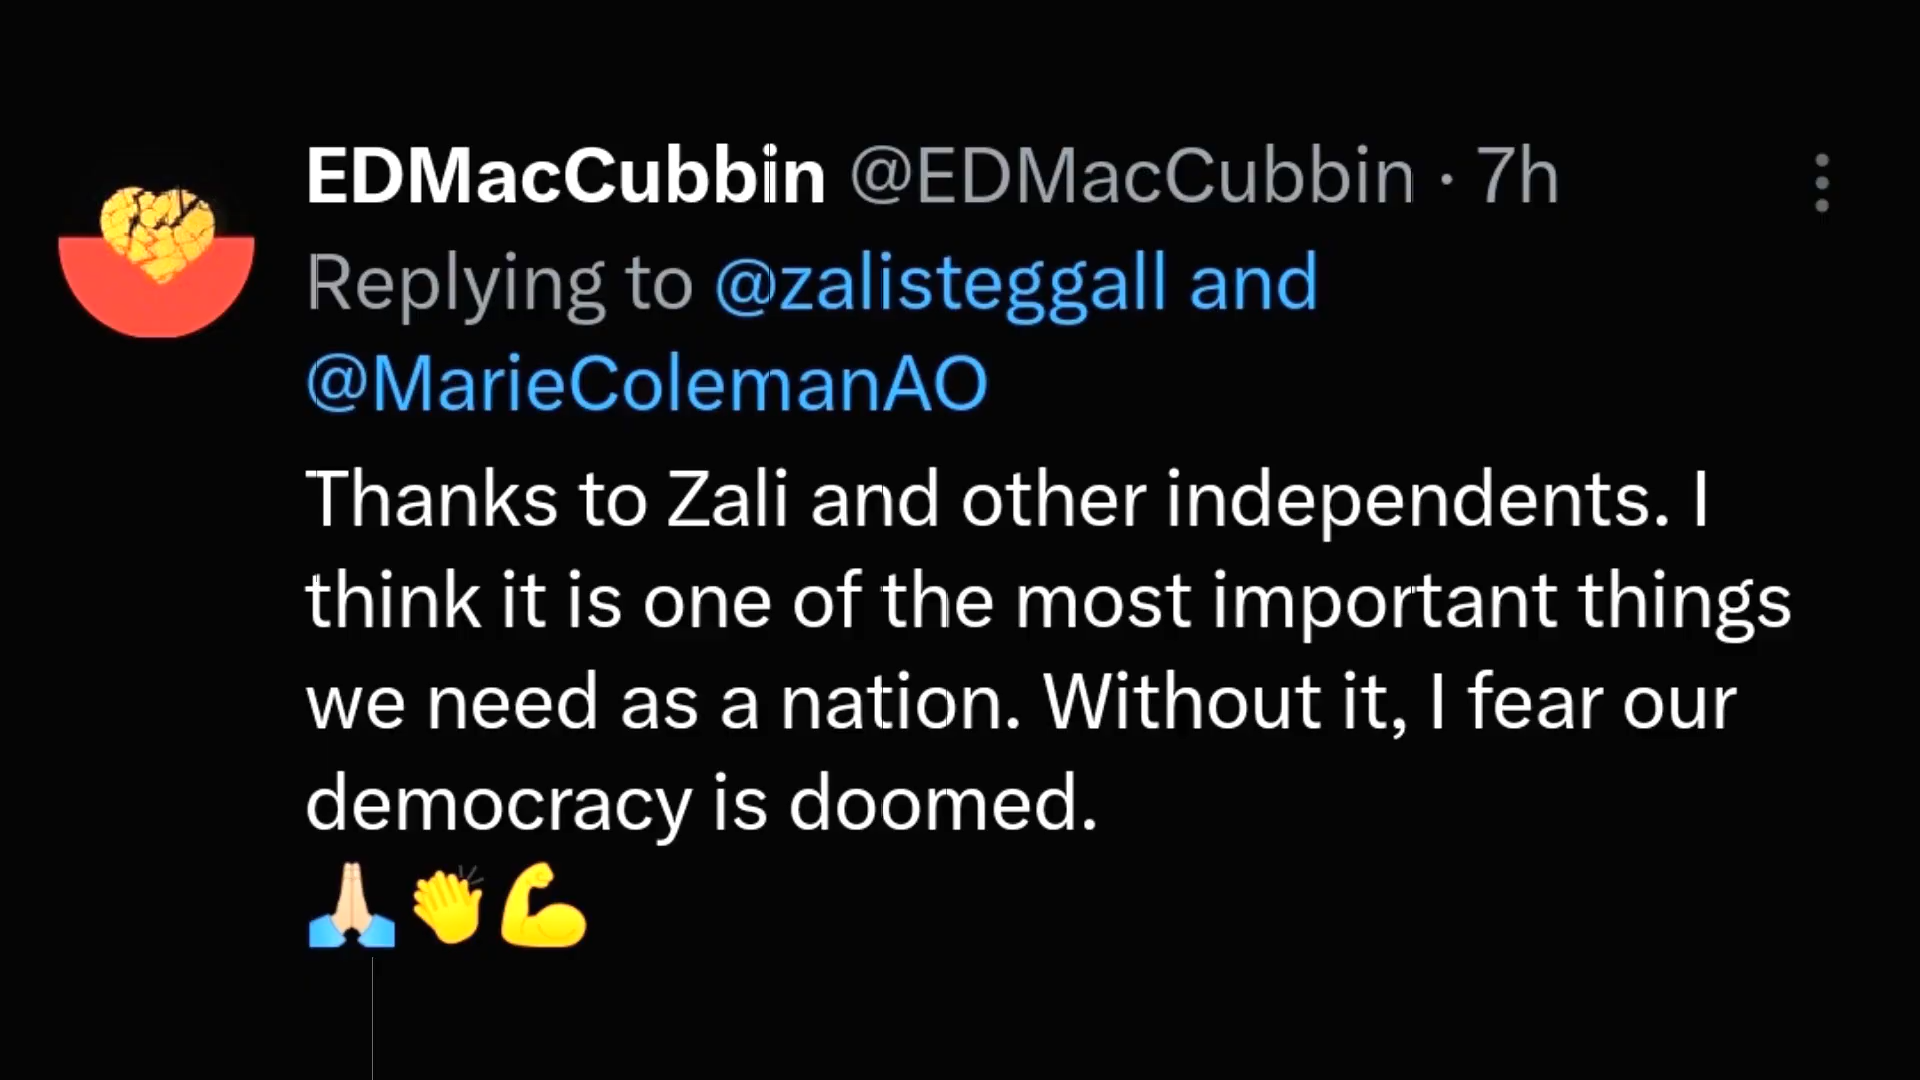 EDMacCubbin @EDMacCubbin · 7h
Replying to @zalisteggall and
@MarieColemanAO
Thanks to Zali and other independents. I
think it is one of the most important things
we need as a nation. Without it, I fear our
democracy is doomed.
🙏🏼👏💪